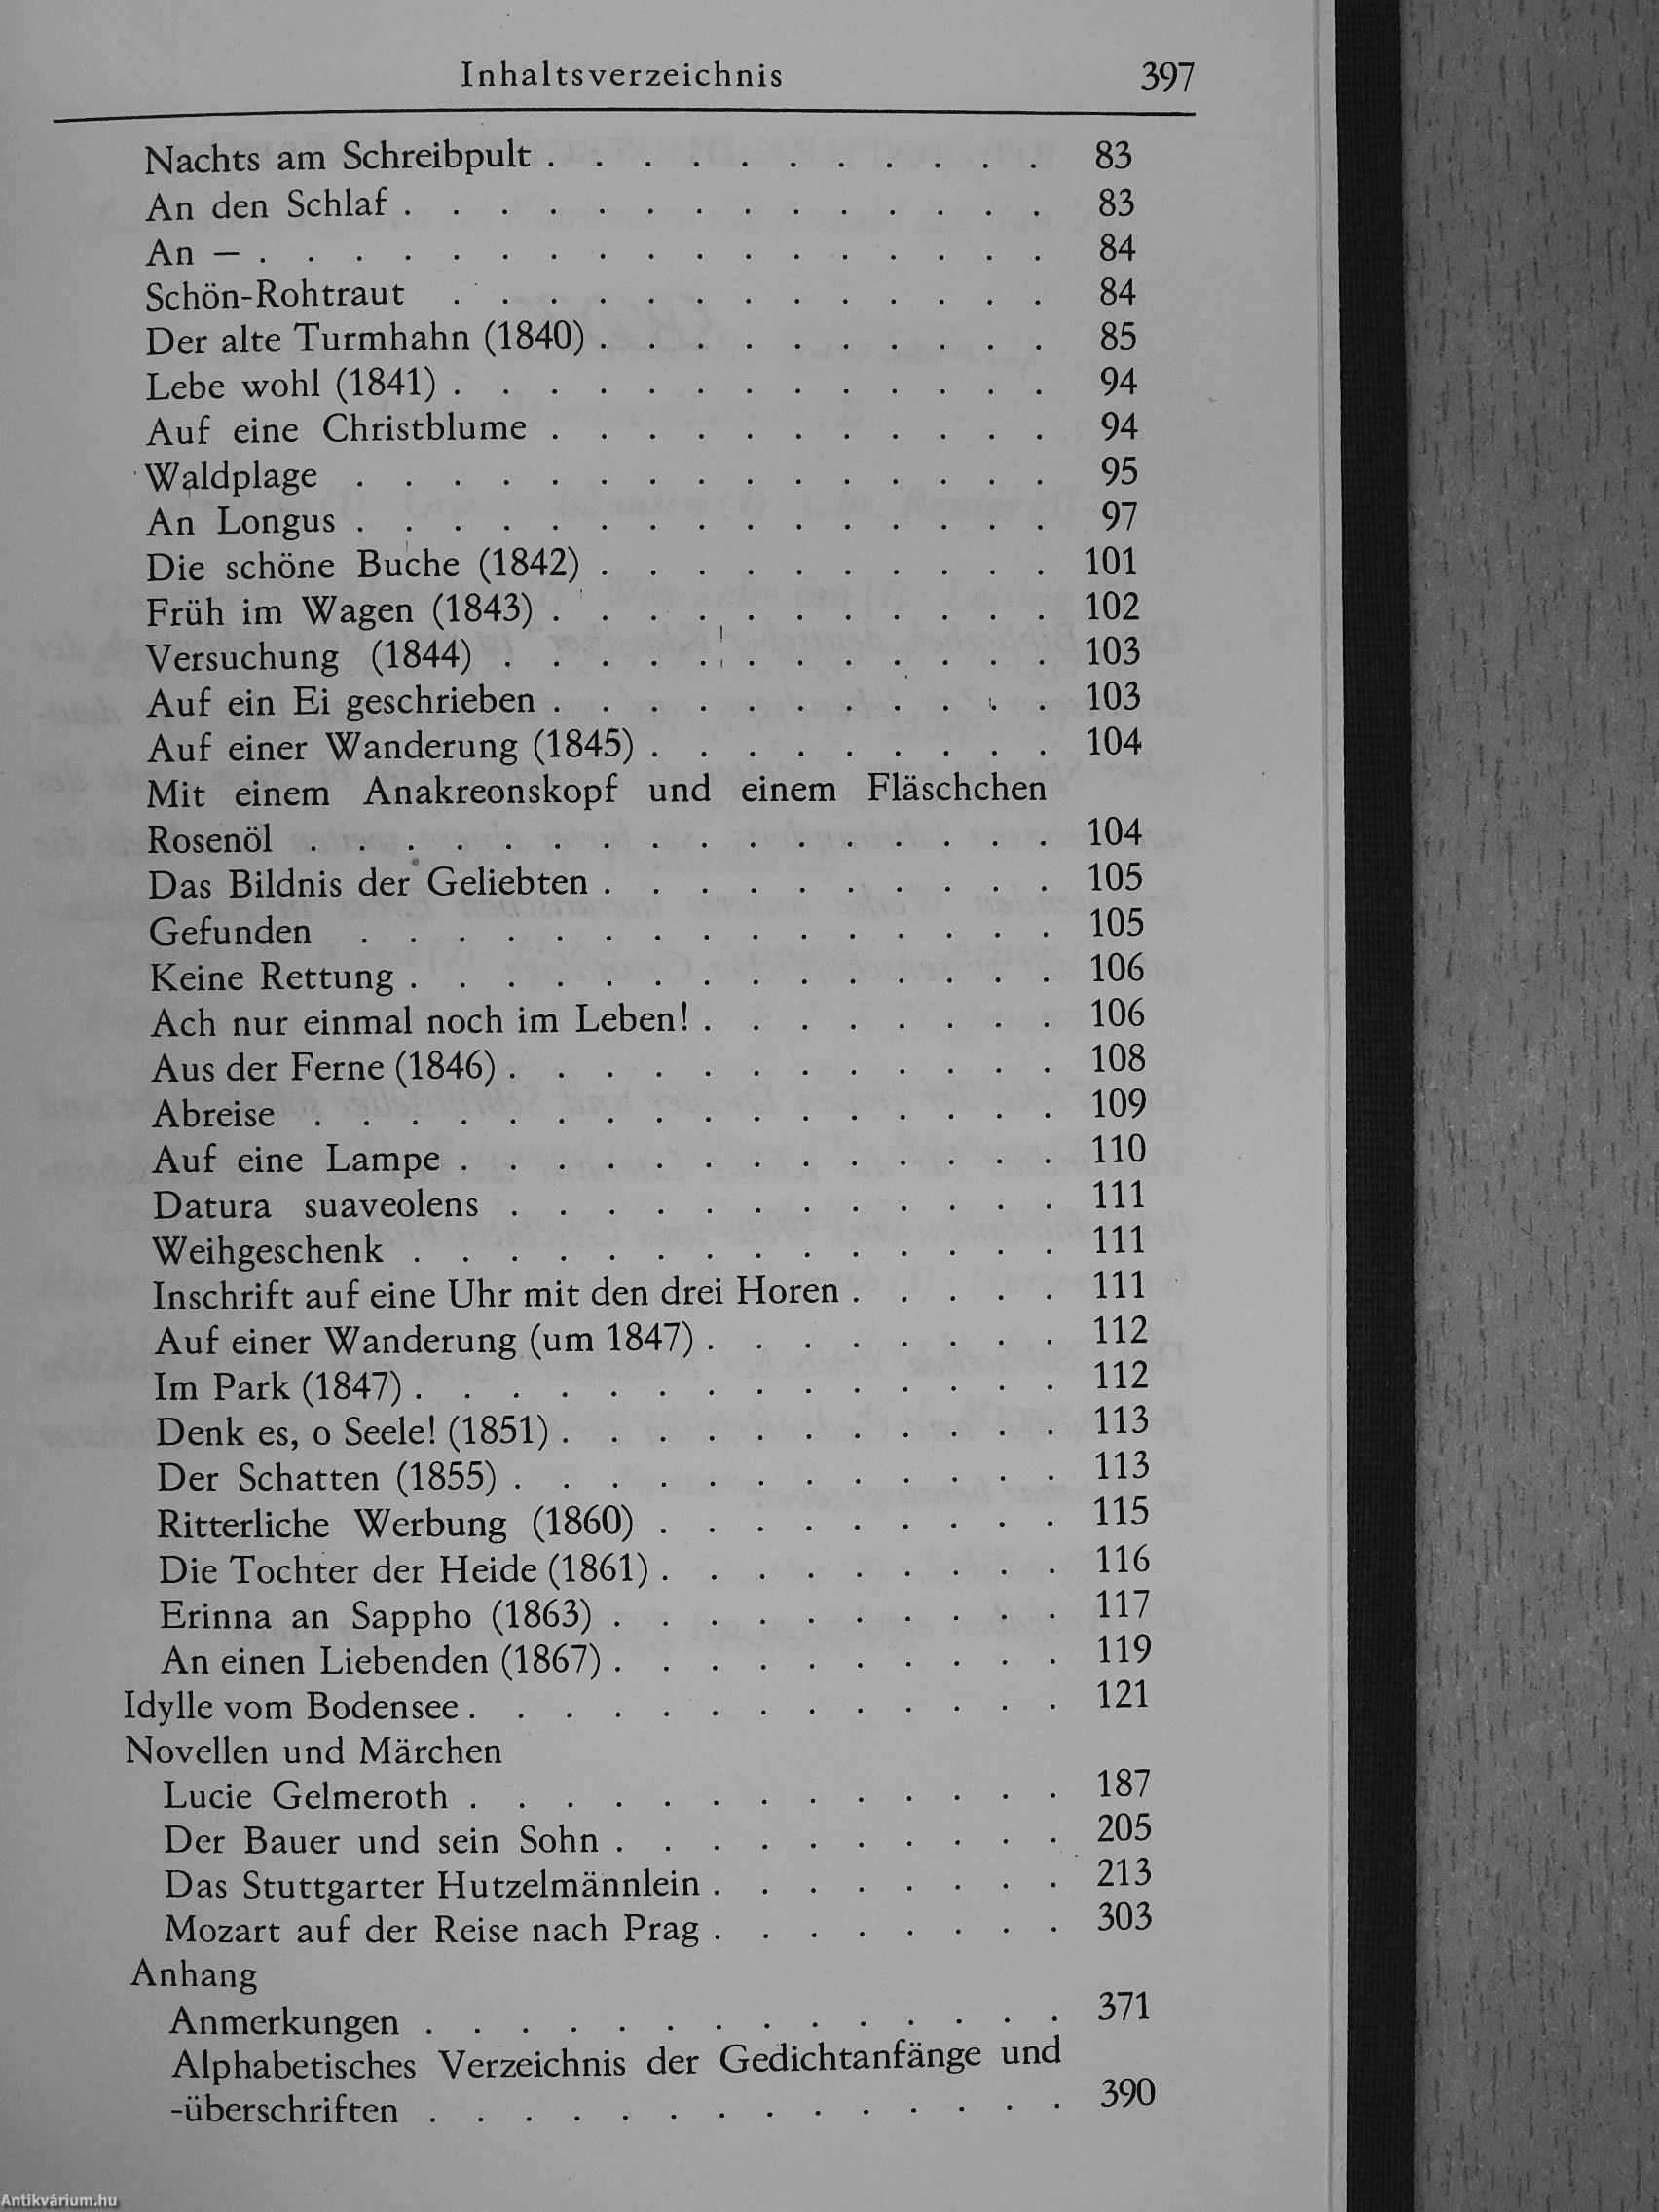 Inhaltsverzeichnis 397
Nachts am Schreibpult . . . . . . . . . . . 83
An den Schlaf . . . . . . . . . . . . . . 83
An — . . . . . . . . . . . . . . . . . 84
Schön-Rohtraut . . . . . . . . . . . . . 84
Der alte Turmhahn (1840) . . . . . . . . . . 85
Lebe wohl (1841) . . . . . . . . . . . . . 94
Auf eine Christblume . . . . . . . . . . . 94
Waldplage . . . . . . . . . . . . . . . 95
An Longus . . . . . . . . . . . . . . . 97
Die schöne Buche (1842) . . . . . . . . . . 101
Früh im Wagen (1843) . . . . . . . . . . . 102
Versuchung (1844) . . . . . . . . . . . . 103
Auf ein Ei geschrieben . . . . . . . . . . . 103
Auf einer Wanderung (1845) . . . . . . . . . 104
Mit einem Anakreonskopf und einem Fläschchen
Rosenöl . . . . . . . . . . . . . . . . 104
Das Bildnis der Geliebten . . . . . . . . . . 105
Gefunden . . . . . . . . . . . . . . . 105
Keine Rettung . . . . . . . . . . . . . . 106
Ach nur einmal noch im Leben! . . . . . . . . 106
Aus der Ferne (1846) . . . . . . . . . . . . 108
Abreise . . . . . . . . . . . . . . . . 109
Auf eine Lampe . . . . . . . . . . . . . 110
Datura suaveolens . . . . . . . . . . . . 111
Weihgeschenk . . . . . . . . . . . . . . 111
Inschrift auf eine Uhr mit den drei Horen . . . . . 111
Auf einer Wanderung (um 1847) . . . . . . . . 112
Im Park (1847) . . . . . . . . . . . . . . 112
Denk es, o Seele! (1851) . . . . . . . . . . . 113
Der Schatten (1855) . . . . . . . . . . . . 113
Ritterliche Werbung (1860) . . . . . . . . . 115
Die Tochter der Heide (1861) . . . . . . . . . 116
Erinna an Sappho (1863) . . . . . . . . . . 117
An einen Liebenden (1867) . . . . . . . . . . 119
Idylle vom Bodensee . . . . . . . . . . . . . 121
Novellen und Märchen
Lucie Gelmeroth . . . . . . . . . . . . . 187
Der Bauer und sein Sohn . . . . . . . . . . 205
Das Stuttgarter Hutzelmännlein . . . . . . . . 213
Mozart auf der Reise nach Prag . . . . . . . . 303
Anhang
Anmerkungen . . . . . . . . . . . . . . 371
Alphabetisches Verzeichnis der Gedichtanfänge und
-überschriften . . . . . . . . . . . . . . 390
Antikvárium.hu